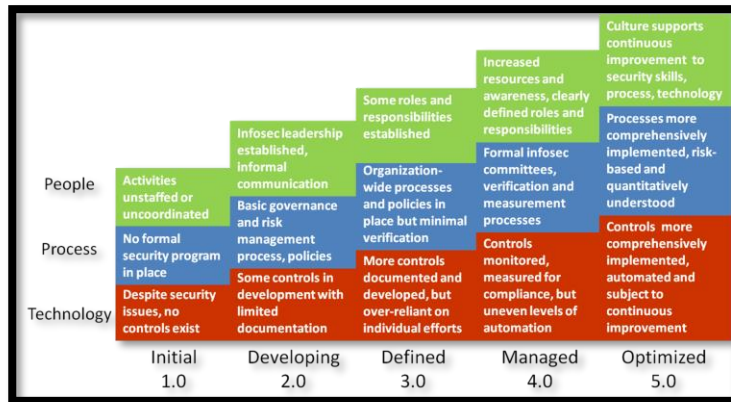 People
Process
Technology
Activities
unstaffed or
uncoordinated
No formal
security program
in place
Despite security
issues, no
controls exist
Initial
1.0
Infosec leadership
established,
informal
communication
Basic governance
and risk
management
process, policies
Some controls in
development with
limited
documentation
Developing
2.0
Some roles and
responsibilities
established
Organization-
wide processes
and policies in
place but minimal
verification
More controls
documented and
developed, but
over-reliant on
individual efforts
Defined
3.0
Increased
resources and
awareness, clearly
defined roles and
responsibilities
Formal infosec
committees,
verification and
measurement
processes
Controls
monitored,
measured for
compliance, but
uneven levels of
automation
Managed
4.0
Culture supports
continuous
improvement to
security skills,
process, technology
Processes more
comprehensively
implemented, risk-
based and
quantitatively
understood
Controls more
comprehensively
implemented,
automated and
subject to
continuous
improvement
Optimized
5.0